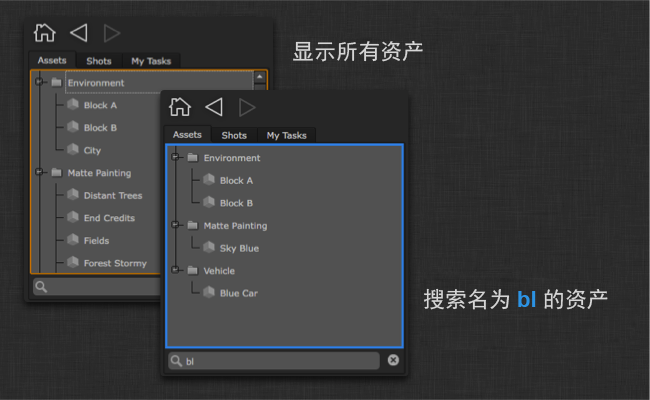 Assets Shots My Tasks
Environment
Block A
Block B
City
Matte Painting
Distant Trees
End Credits
Fields
Forest Stormy
显示所有资产
Assets Shots My Tasks
Environment
Block A
Block B
Matte Painting
Sky Blue
Vehicle
Blue Car
bl
搜索名为 bl 的资产